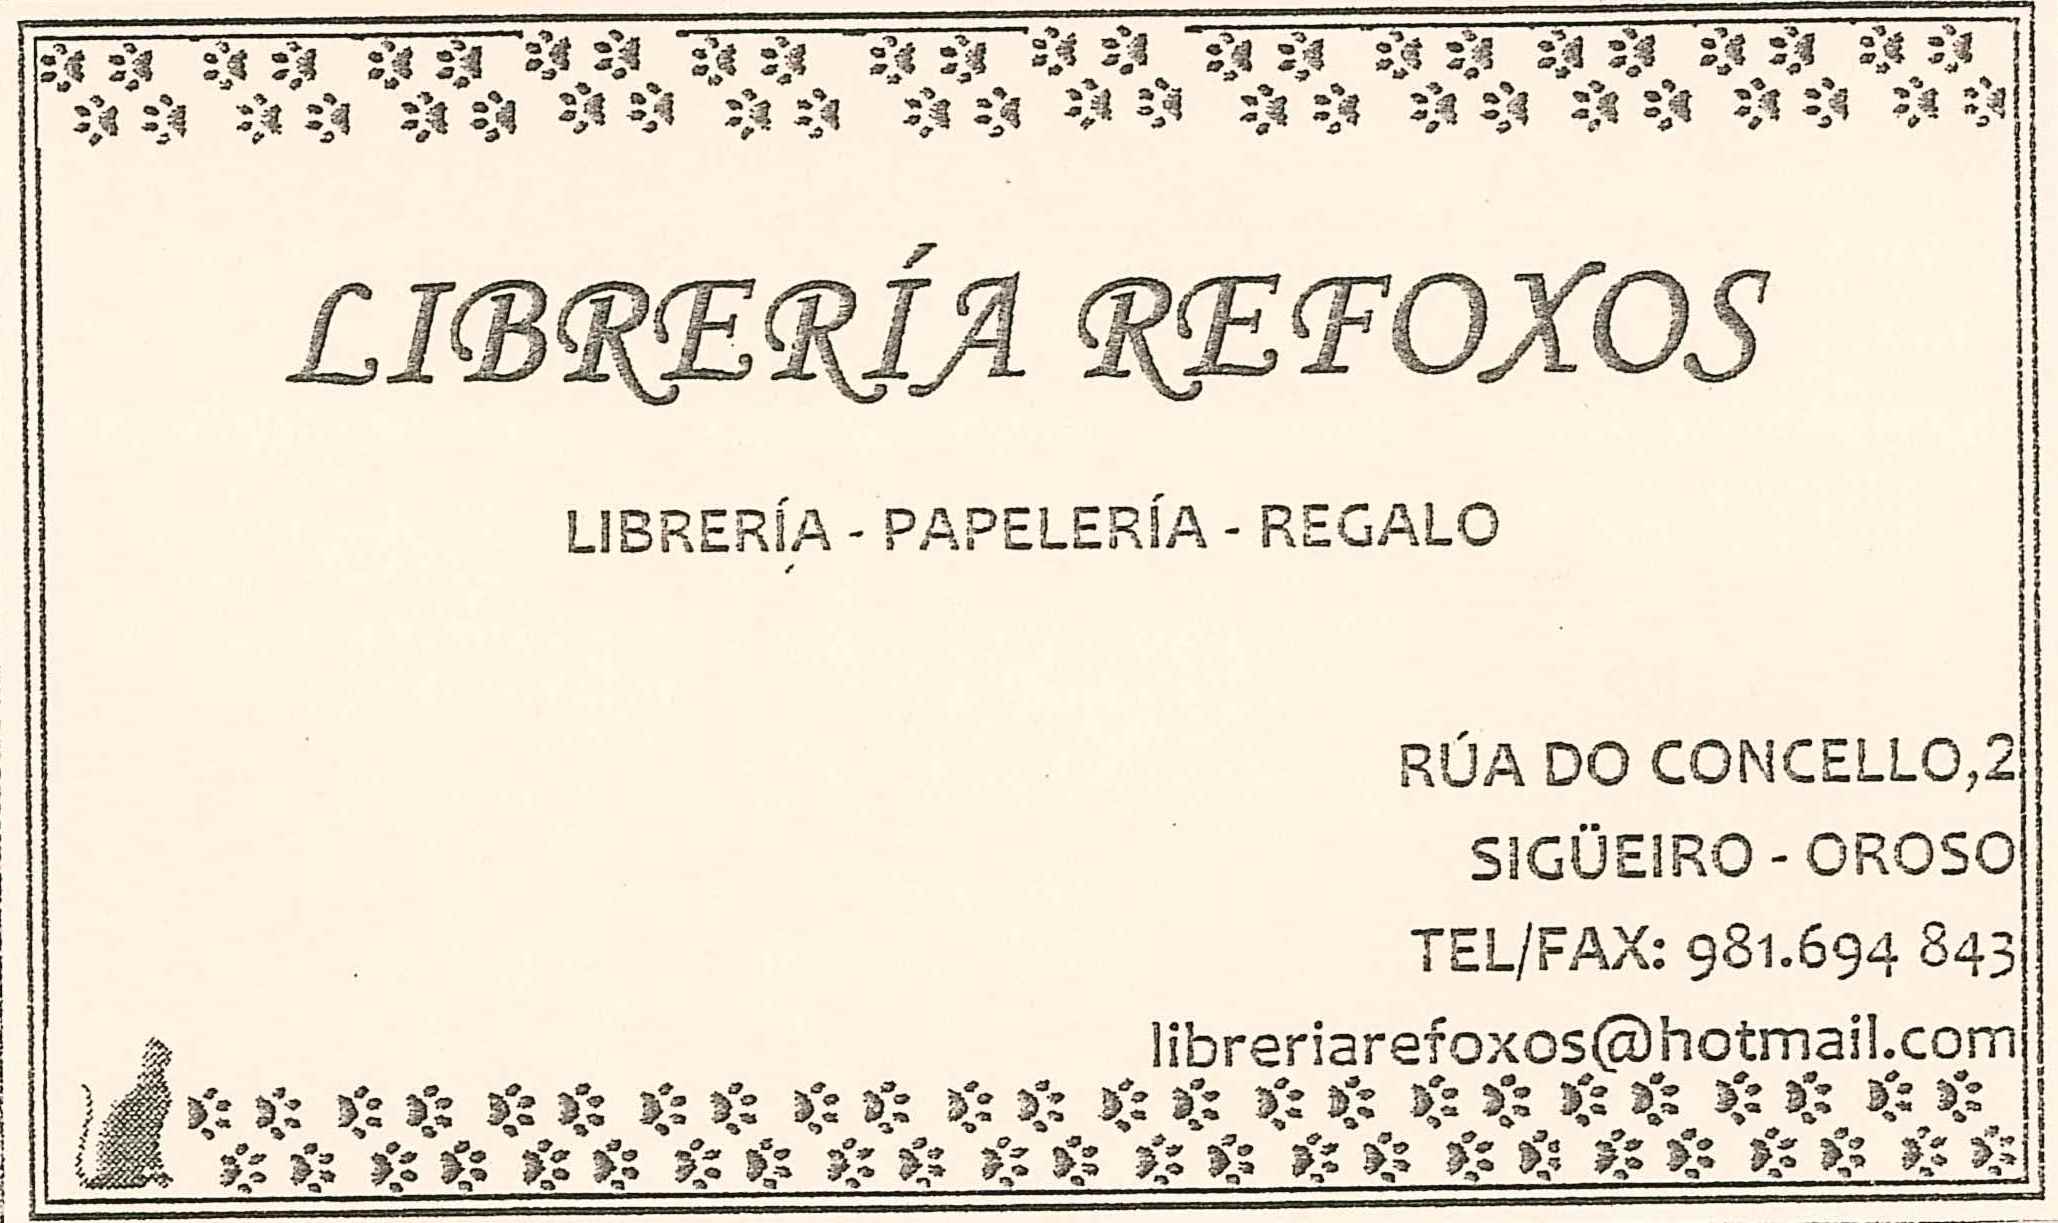 LIBRERÍA REFOXOS
LIBRERÍA - PAPELERÍA - REGALO
RÚA DO CONCELLO,2
SIGÜEIRO - OROSO
TEL/FAX: 981.694 843
libreriarefoxos@hotmail.com